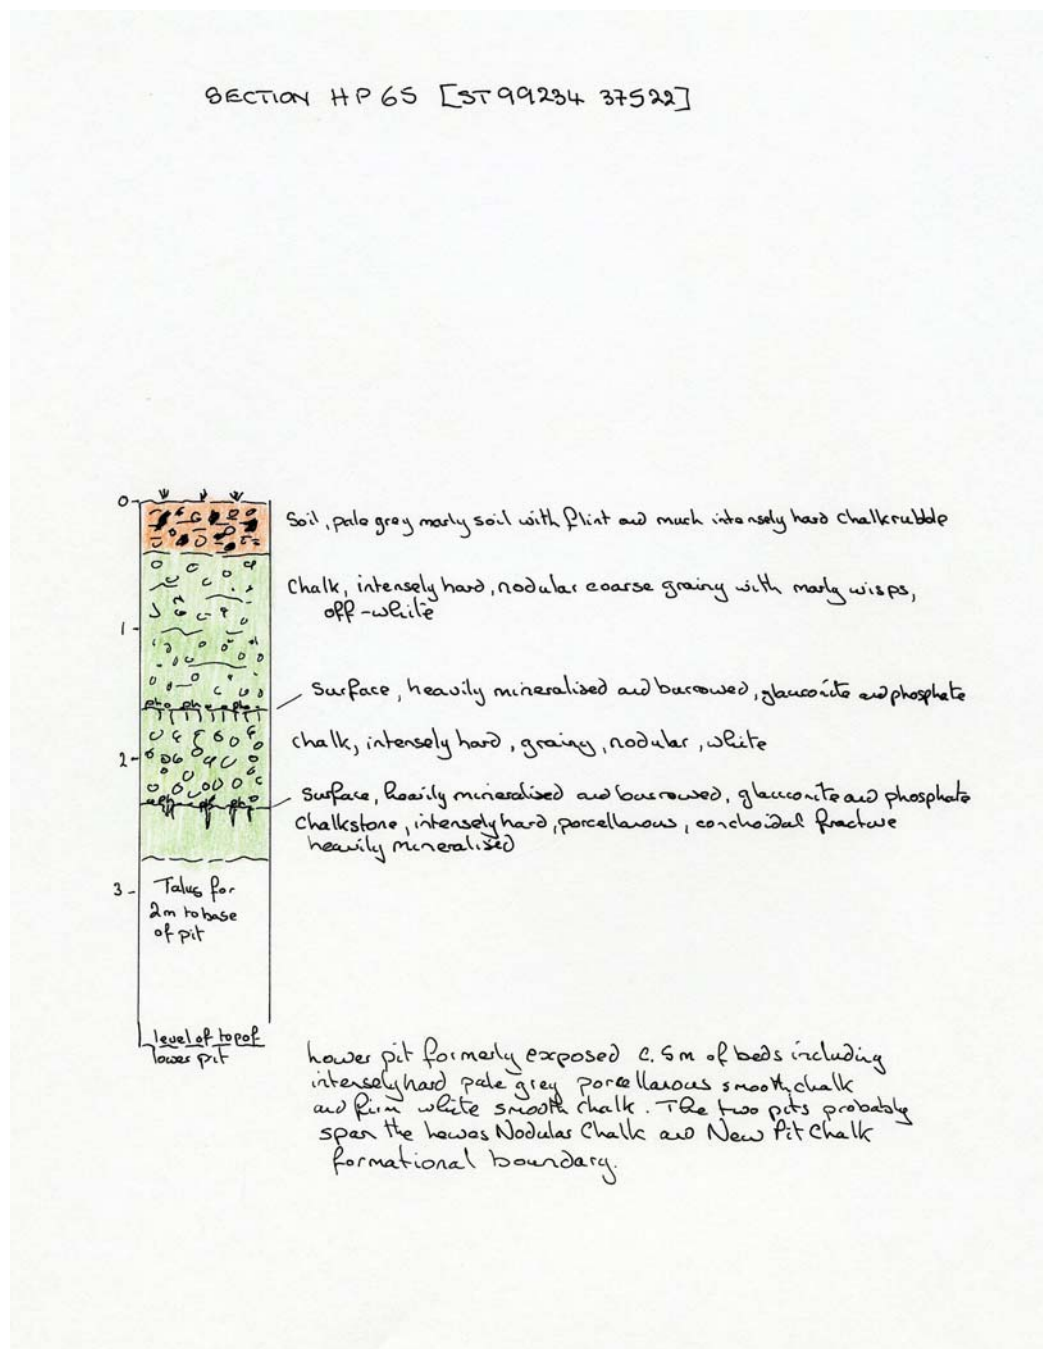 SECTION HP65 [ST 99234 37522]
0
Soil, pale grey marly soil with flint and much intensely hard chalk rubble
Chalk, intensely hard, nodular coarse grainy with marly wisps,
off-white
1
Surface, heavily mineralised and burrowed, glauconite and phosphate
Chalk, intensely hard, grainy, nodular, white
2
Surface, heavily mineralised and burrowed, glauconite and phosphate
Chalkstone, intensely hard, porcellanous, conchoidal fracture
heavily mineralised
3
Talus for
2m to base
of pit
level of top of
lower pit
Lower pit formerly exposed c. 5m of beds including
intensely hard pale grey porcellanous smooth chalk
and firm white smooth chalk. The two pits probably
span the Lewes Nodular Chalk and New Pit Chalk
formational boundary.